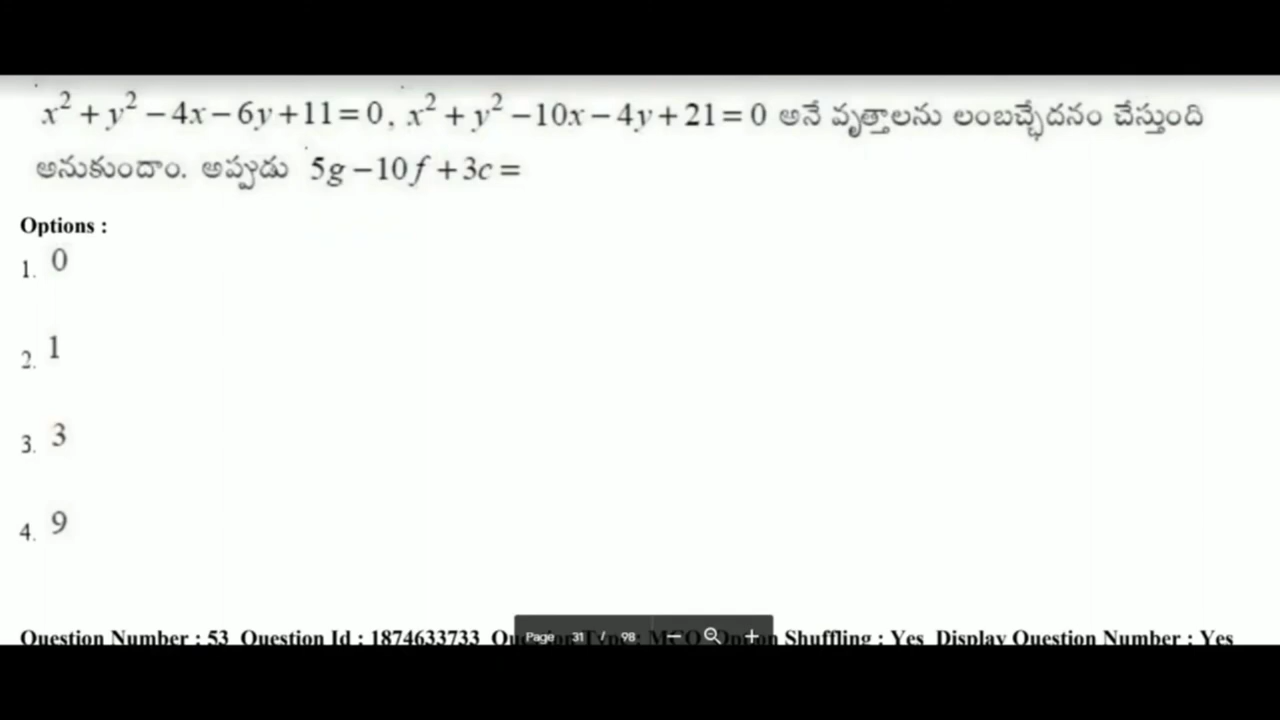 x² + y² − 4x − 6y + 11 = 0, x² + y² − 10x − 4y + 21 = 0 అనే వృత్తాలను లంబచ్ఛేదనం చేస్తుంది
అనుకుందాం. అప్పుడు 5g − 10f + 3c =
Options :
1. 0
2. 1
3. 3
4. 9
Question Number : 53 Question Id : 1874633733 Shuffling : Yes Display Question Number : Yes
Page 31 / 98 − +